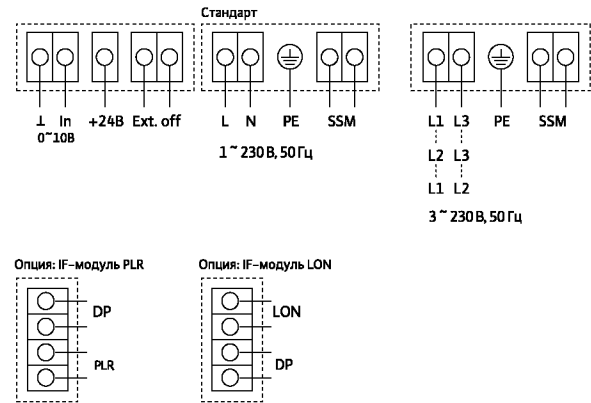 Стандарт
⊥ In +24В Ext. off L N PE SSM L1 L3 PE SSM
0~10В
1 ~ 230 В, 50 Гц
L2 L3
L1 L2
3 ~ 230 В, 50 Гц
Опция: IF-модуль PLR Опция: IF-модуль LON
DP LON
PLR DP